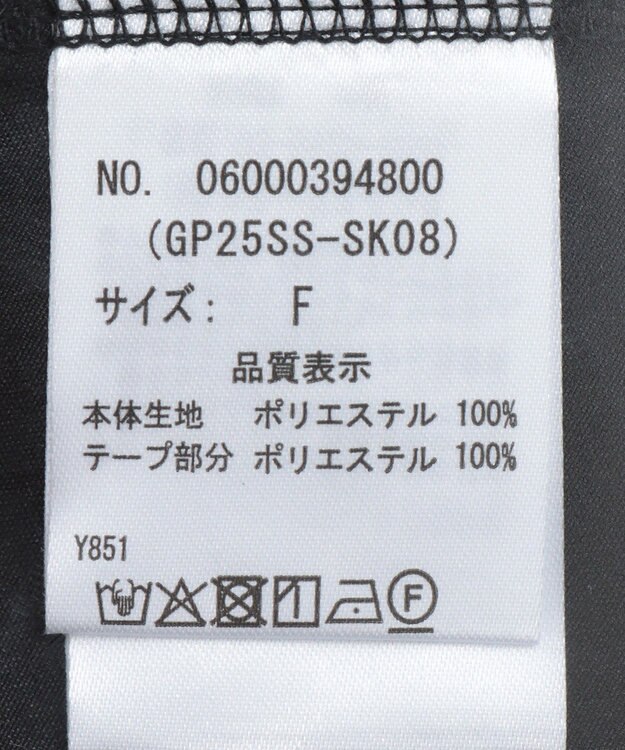 NO. 06000394800
(GP25SS-SK08)
サイズ: F
品質表示
本体生地 ポリエステル 100%
テープ部分 ポリエステル 100%
Y851
F